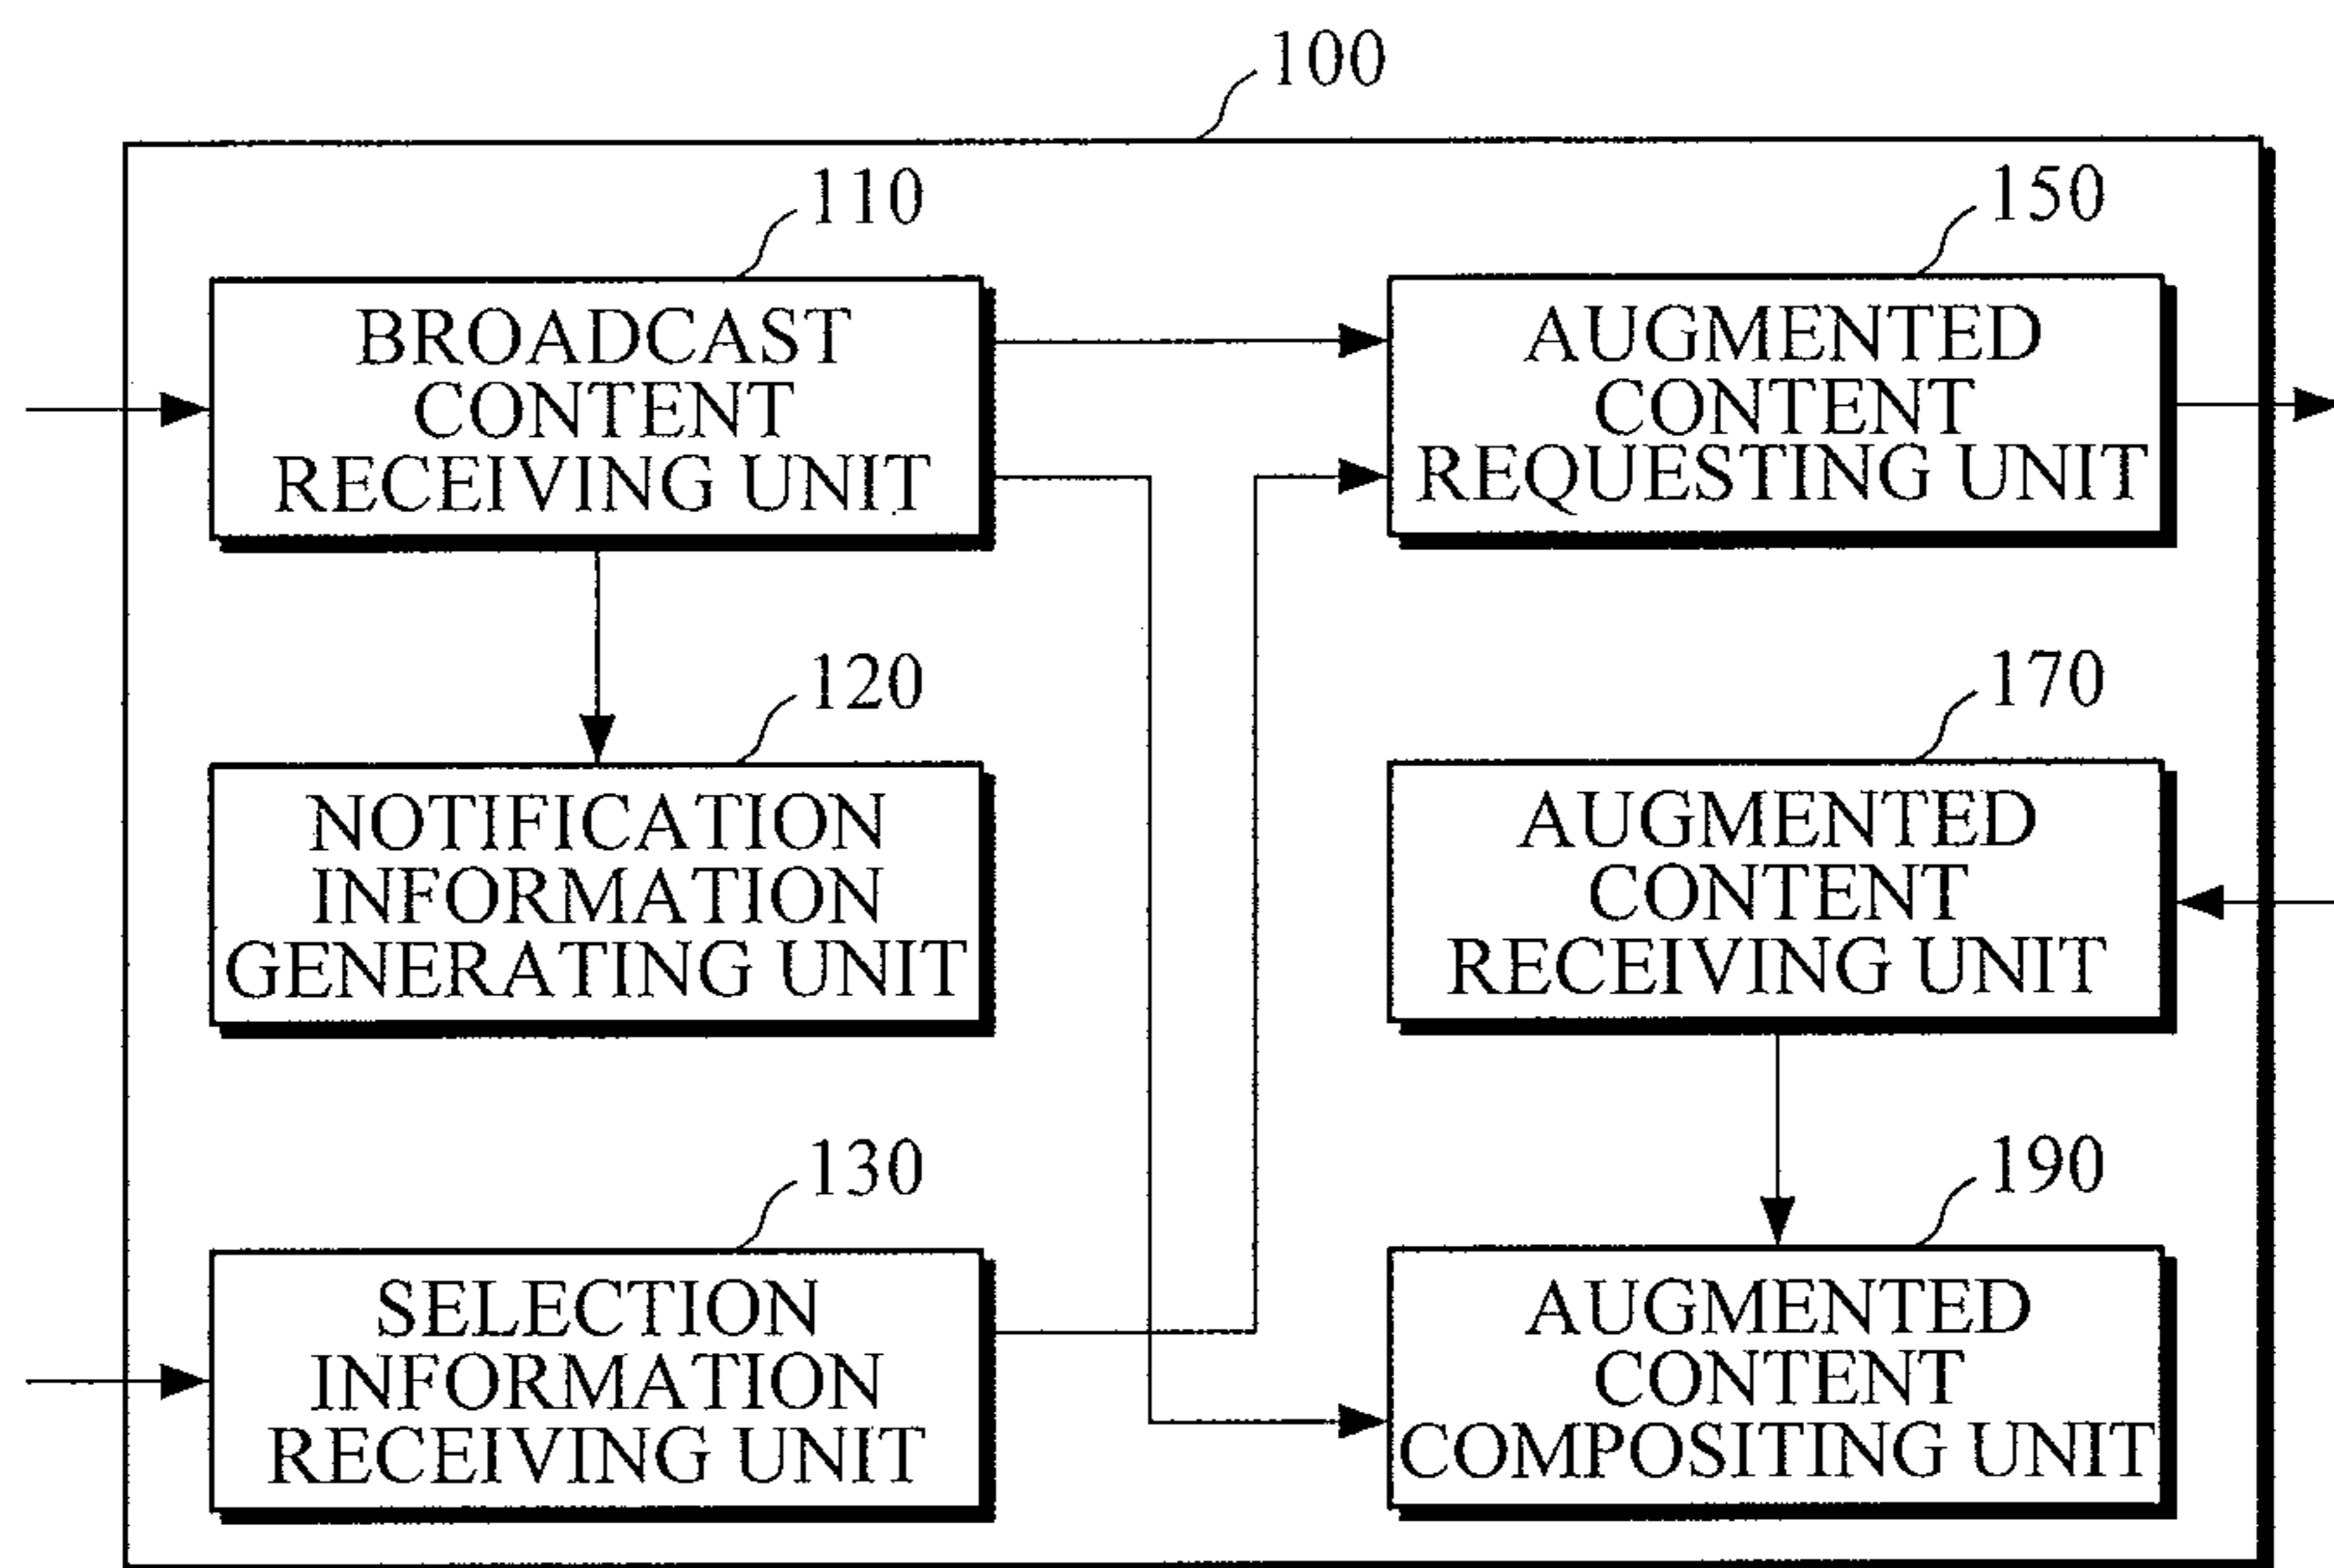 100
110
BROADCAST
CONTENT
RECEIVING UNIT
150
AUGMENTED
CONTENT
REQUESTING UNIT
120
NOTIFICATION
INFORMATION
GENERATING UNIT
170
AUGMENTED
CONTENT
RECEIVING UNIT
130
SELECTION
INFORMATION
RECEIVING UNIT
190
AUGMENTED
CONTENT
COMPOSITING UNIT